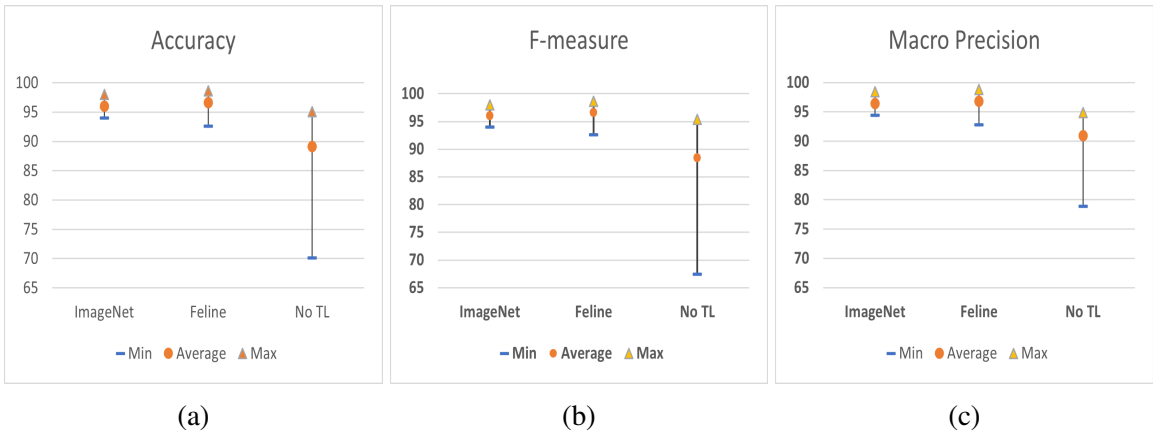 Accuracy
100
95
90
85
80
75
70
65
ImageNet Feline No TL
Min Average Max
(a)
F-measure
100
95
90
85
80
75
70
65
ImageNet Feline No TL
Min Average Max
(b)
Macro Precision
100
95
90
85
80
75
70
65
ImageNet Feline No TL
Min Average Max
(c)